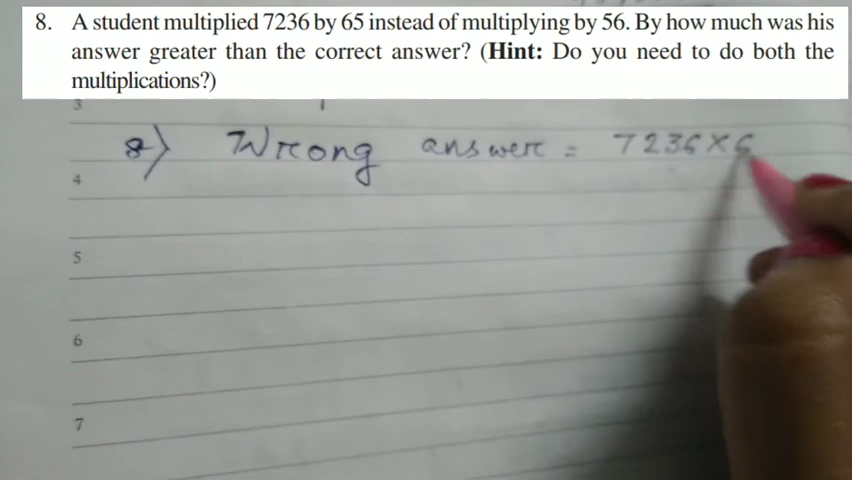 8. A student multiplied 7236 by 65 instead of multiplying by 56. By how much was his
answer greater than the correct answer? (Hint: Do you need to do both the
multiplications?)
3
8) Wrong answer = 7236×6
4
5
6
7